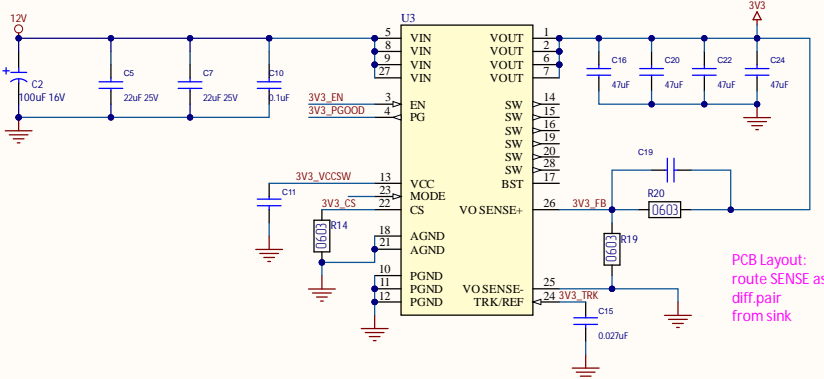 12V
U3
3V3
5 VIN VOUT 1
8 VIN VOUT 2
9 VIN VOUT 6
27 VIN VOUT 7
+
C2
100uF 16V
C5
22uF 25V
C7
22uF 25V
C10
0.1uF
C16
47uF
C20
47uF
C22
47uF
C24
47uF
3V3_EN 3 EN SW 14
3V3_PGOOD 4 PG SW 15
SW 16
SW 19
SW 20
SW 28
3V3_VCCSW 13 VCC BST 17
C11
23 MODE
3V3_CS 22 CS VO SENSE+ 26 3V3_FB
C19
R20
0603
R14
0603
18 AGND
21 AGND
R19
0603
10 PGND
11 PGND VO SENSE- 25
12 PGND TRK/REF 24 3V3_TRK
C15
0.027uF
PCB Layout:
route SENSE as
diff.pair
from sink